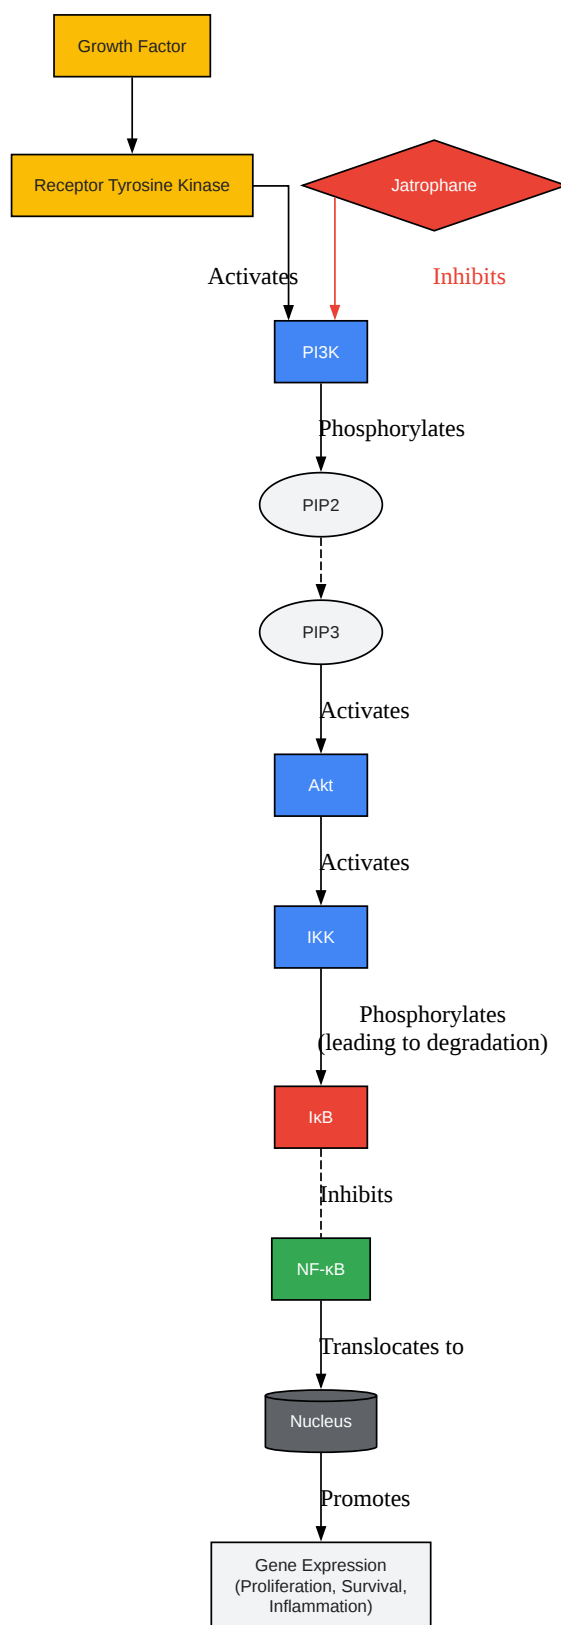 Growth Factor
Receptor Tyrosine Kinase
Jatrophane
Activates
Inhibits
PI3K
Phosphorylates
PIP2
PIP3
Activates
Akt
Activates
IKK
Phosphorylates
(leading to degradation)
IκB
Inhibits
NF-κB
Translocates to
Nucleus
Promotes
Gene Expression
(Proliferation, Survival,
Inflammation)